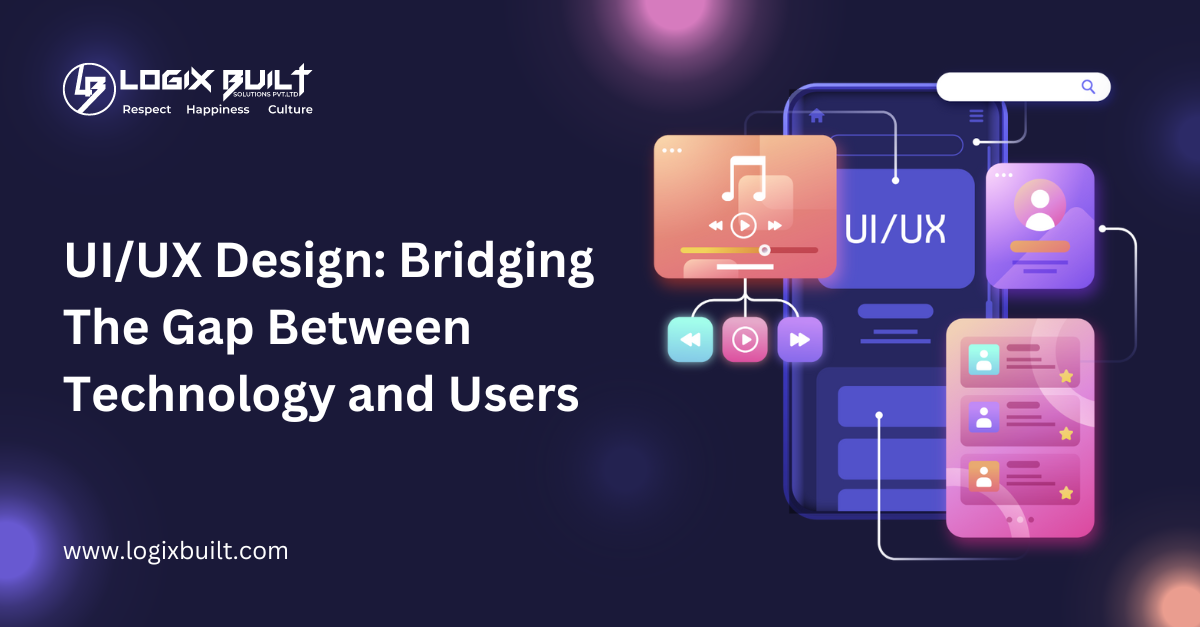 LOGIX BUILT
SOLUTIONS PVT.LTD
Respect Happiness Culture
UI/UX Design: Bridging
The Gap Between
Technology and Users
www.logixbuilt.com
UI/UX